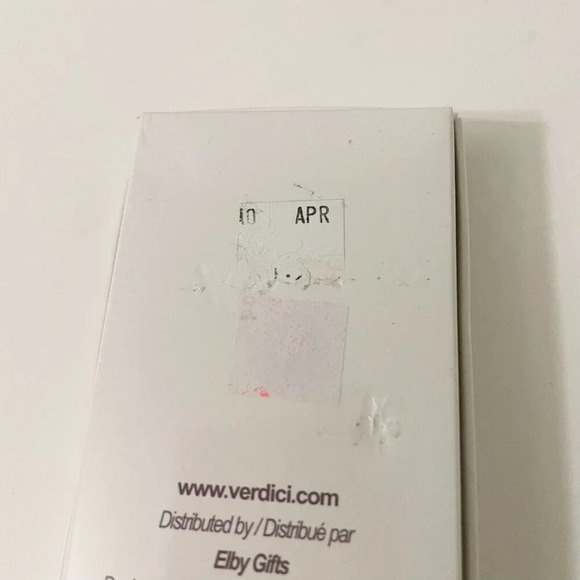 APR
www.verdici.com
Distributed by / Distribué par
Elby Gifts